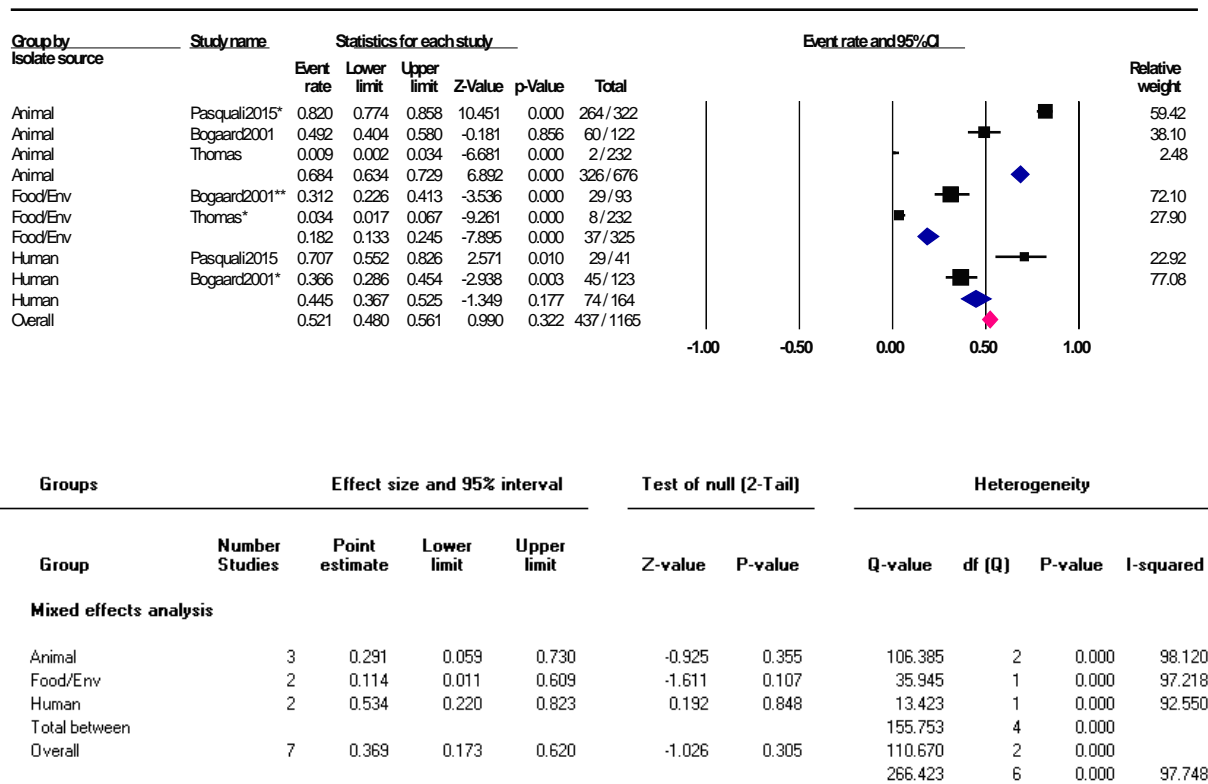 Group by Study name Statistics for each study Event rate and 95% CI
Isolate source
Event Lower Upper Relative
rate limit limit Z-Value p-Value Total weight
Animal Pasquali2015* 0.820 0.774 0.858 10.451 0.000 264 / 322 59.42
Animal Bogaard2001 0.492 0.404 0.580 -0.181 0.856 60 / 122 38.10
Animal Thomas 0.009 0.002 0.034 -6.681 0.000 2 / 232 2.48
Animal 0.684 0.634 0.729 6.892 0.000 326 / 676
Food/Env Bogaard2001** 0.312 0.226 0.413 -3.536 0.000 29 / 93 72.10
Food/Env Thomas* 0.034 0.017 0.067 -9.261 0.000 8 / 232 27.90
Food/Env 0.182 0.133 0.245 -7.895 0.000 37 / 325
Human Pasquali2015 0.707 0.552 0.826 2.571 0.010 29 / 41 22.92
Human Bogaard2001* 0.366 0.286 0.454 -2.938 0.003 45 / 123 77.08
Human 0.445 0.367 0.525 -1.349 0.177 74 / 164
Overall 0.521 0.480 0.561 0.990 0.322 437 / 1165
-1.00 -0.50 0.00 0.50 1.00
Groups Effect size and 95% interval Test of null (2-Tail) Heterogeneity
Number Point Lower Upper
Group Studies estimate limit limit Z-value P-value Q-value df (Q) P-value I-squared
Mixed effects analysis
Animal 3 0.291 0.059 0.730 -0.925 0.355 106.385 2 0.000 98.120
Food/Env 2 0.114 0.011 0.609 -1.611 0.107 35.945 1 0.000 97.218
Human 2 0.534 0.220 0.823 0.192 0.848 13.423 1 0.000 92.550
Total between 155.753 4 0.000
Overall 7 0.369 0.173 0.620 -1.026 0.305 110.670 2 0.000
266.423 6 0.000 97.748